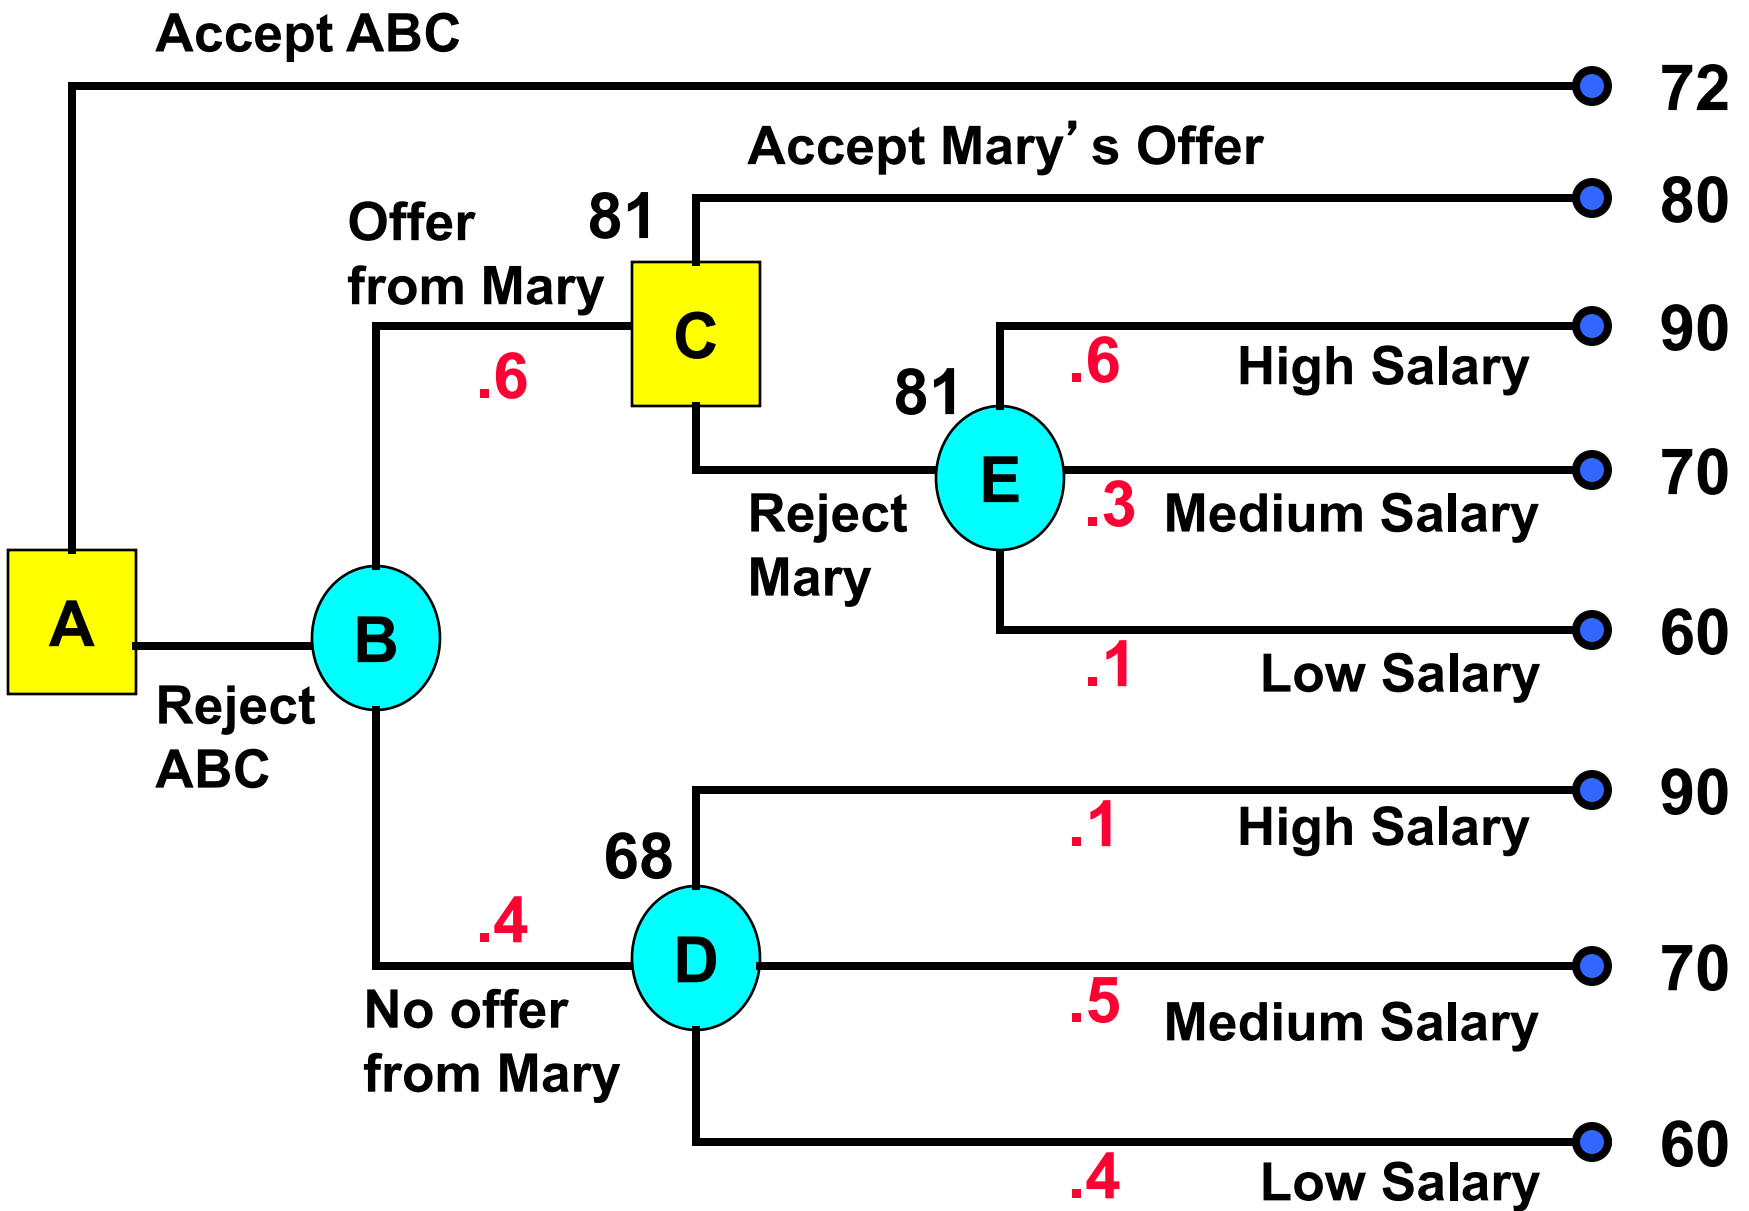 Accept ABC
72
Accept Mary’s Offer
80
Offer
from Mary
81
C
.6
90
.6
High Salary
81
E
70
.3
Medium Salary
Reject
Mary
60
.1
Low Salary
A
B
Reject
ABC
90
.1
High Salary
68
D
.4
70
.5
Medium Salary
No offer
from Mary
60
.4
Low Salary